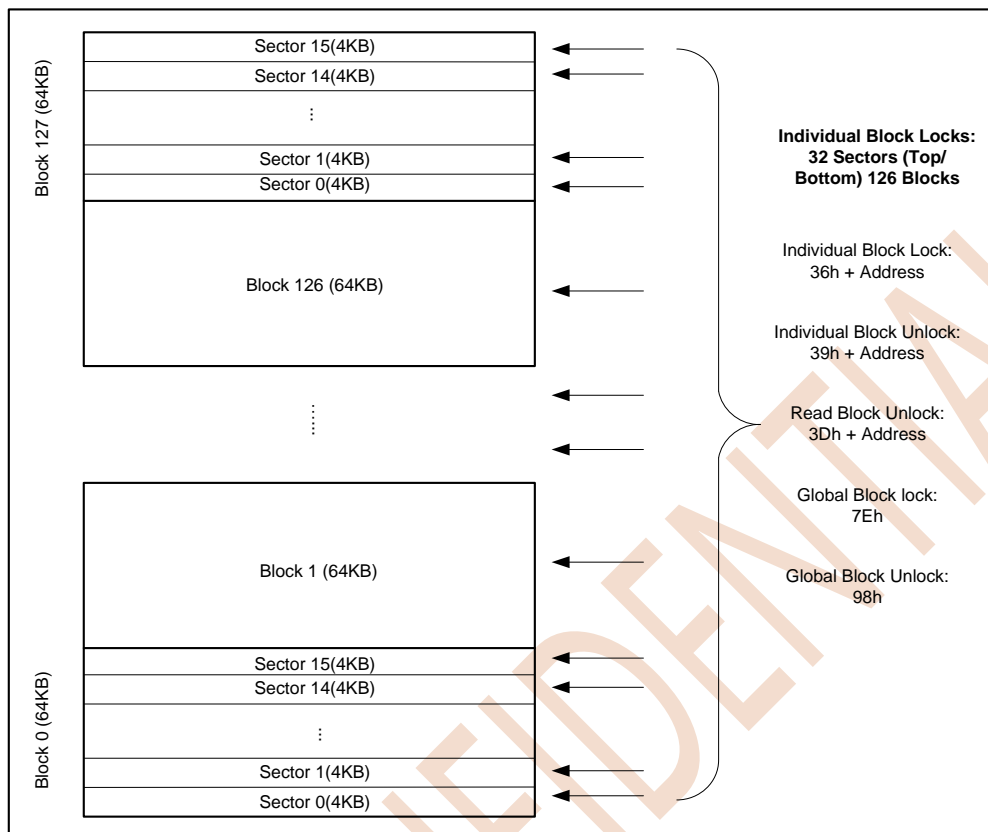 Block 127 (64KB)
Sector 15(4KB)
Sector 14(4KB)
...
Sector 1(4KB)
Sector 0(4KB)
Block 126 (64KB)
......
Block 1 (64KB)
Block 0 (64KB)
Sector 15(4KB)
Sector 14(4KB)
...
Sector 1(4KB)
Sector 0(4KB)
Individual Block Locks:
32 Sectors (Top/
Bottom) 126 Blocks
Individual Block Lock:
36h + Address
Individual Block Unlock:
39h + Address
Read Block Unlock:
3Dh + Address
Global Block lock:
7Eh
Global Block Unlock:
98h
FIDENTIA